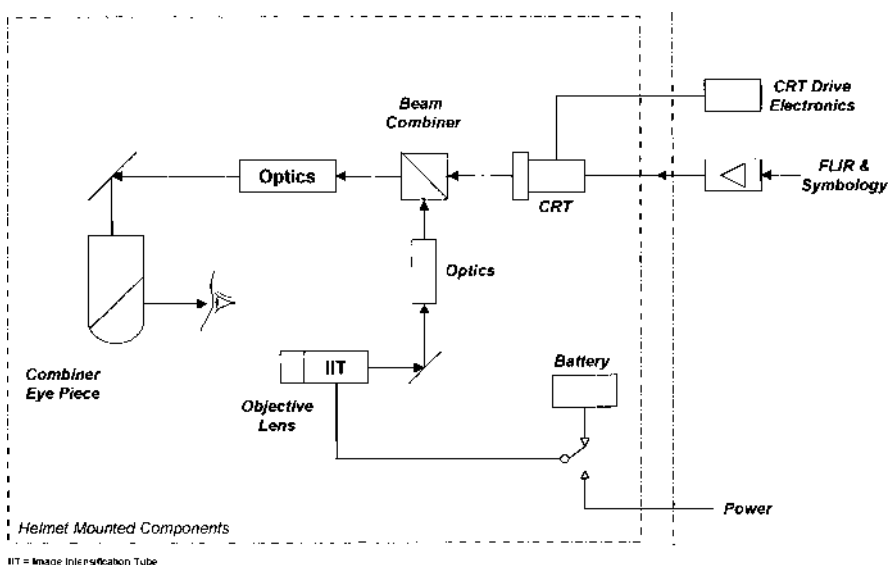 CRT Drive
Electronics
Beam
Combiner
Optics
FLIR &
Symbology
CRT
Optics
IIT
Battery
Combiner
Eye Piece
Objective
Lens
Power
Helmet Mounted Components
IIT = Image Intensification Tube